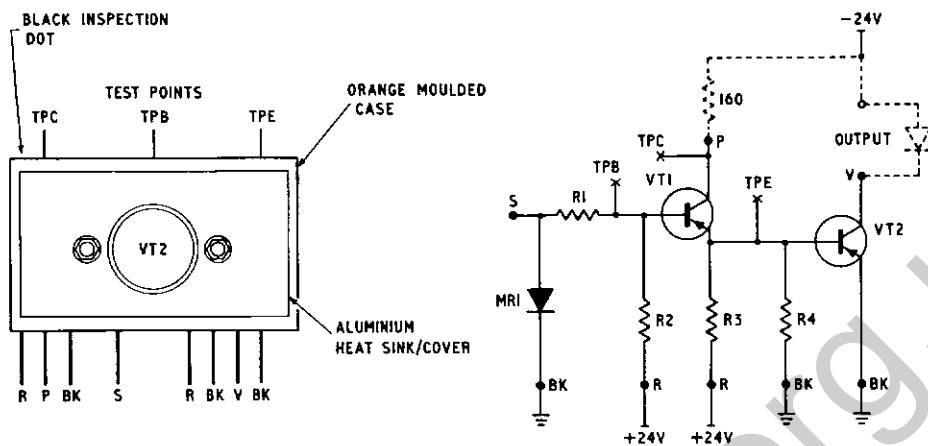 BLACK INSPECTION
DOT
TEST POINTS
TPC TPB TPE
ORANGE MOULDED
CASE
VT2
ALUMINIUM
HEAT SINK/COVER
R P BK S R BK V BK
-24V
160
P
TPC
OUTPUT
TPB
VT1
TPE
V
S
R1
VT2
MR1
R2
R3
R4
BK
R
R
BK
BK
+24V
+24V